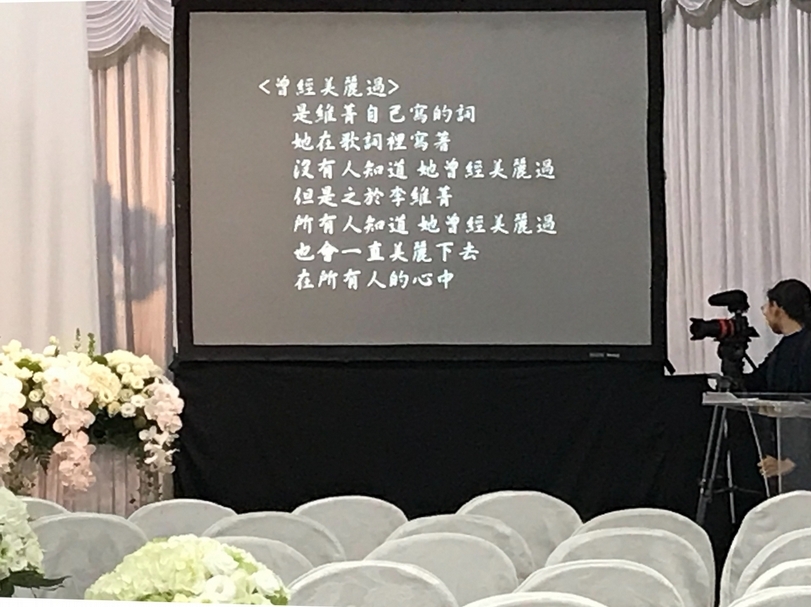 <曾經美麗過>
是維菁自己寫的詞
她在歌詞裡寫著
沒有人知道 她曾經美麗過
但是之於李維菁
所有人知道 她曾經美麗過
也會一直美麗下去
在所有人的心中